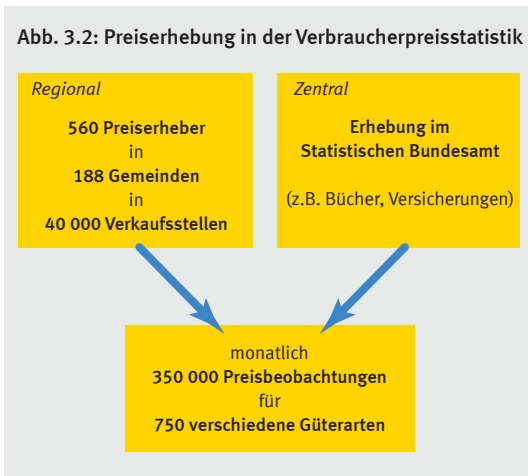 Abb. 3.2: Preiserhebung in der Verbraucherpreisstatistik
Regional
560 Preiserheber
in
188 Gemeinden
in
40 000 Verkaufsstellen
Zentral
Erhebung im
Statistischen Bundesamt
(z.B. Bücher, Versicherungen)
monatlich
350 000 Preisbeobachtungen
für
750 verschiedene Güterarten